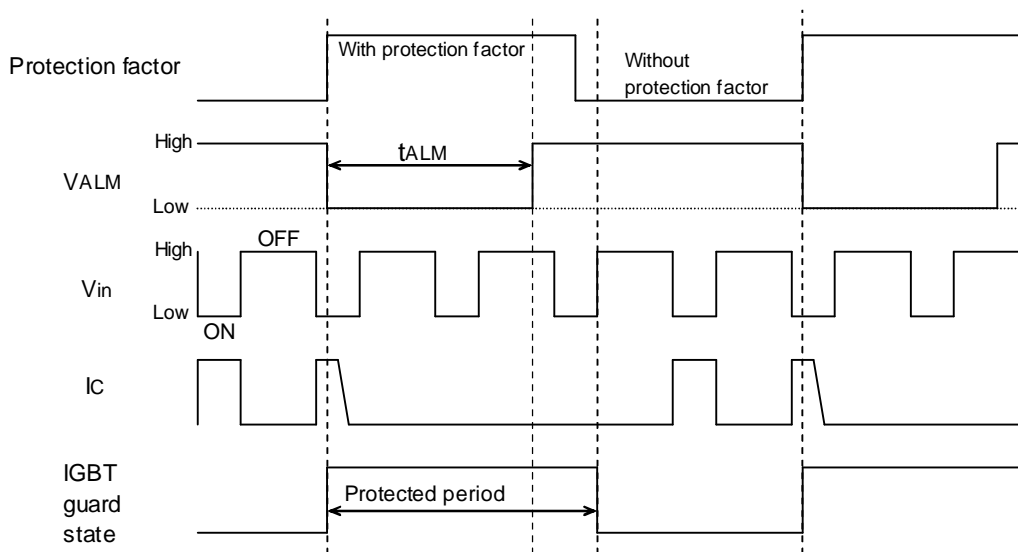 Protection factor
With protection factor
Without
protection factor
High
VALM
tALM
Low
High
OFF
Vin
Low
ON
IC
IGBT
guard
state
Protected period